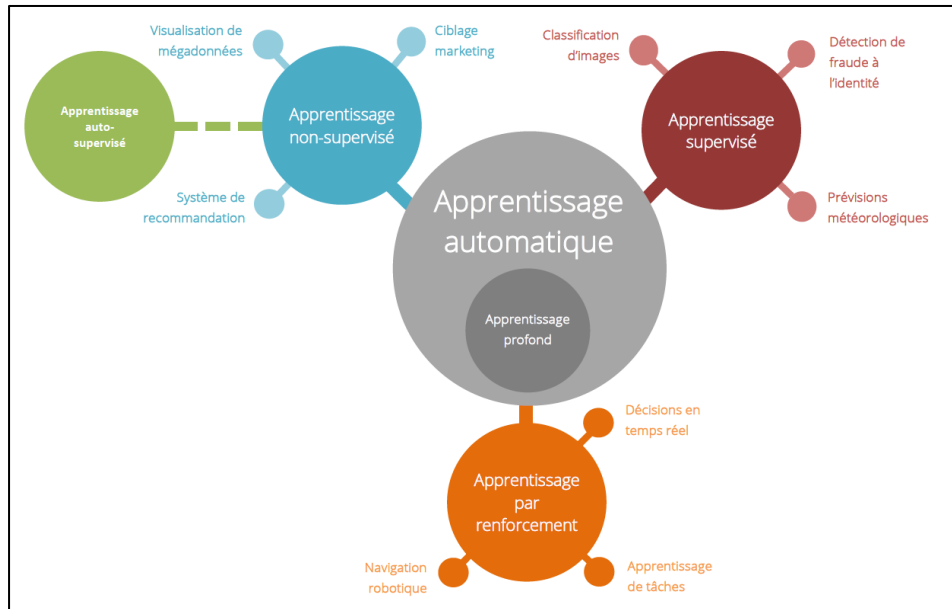 Visualisation de
mégadonnées
Ciblage
marketing
Apprentissage
auto-
supervisé
Apprentissage
non-supervisé
Système de
recommandation
Classification
d'images
Détection de
fraude à
l'identité
Apprentissage
supervisé
Prévisions
météorologiques
Apprentissage
automatique
Apprentissage
profond
Décisions en
temps réel
Apprentissage
par
renforcement
Navigation
robotique
Apprentissage
de tâches